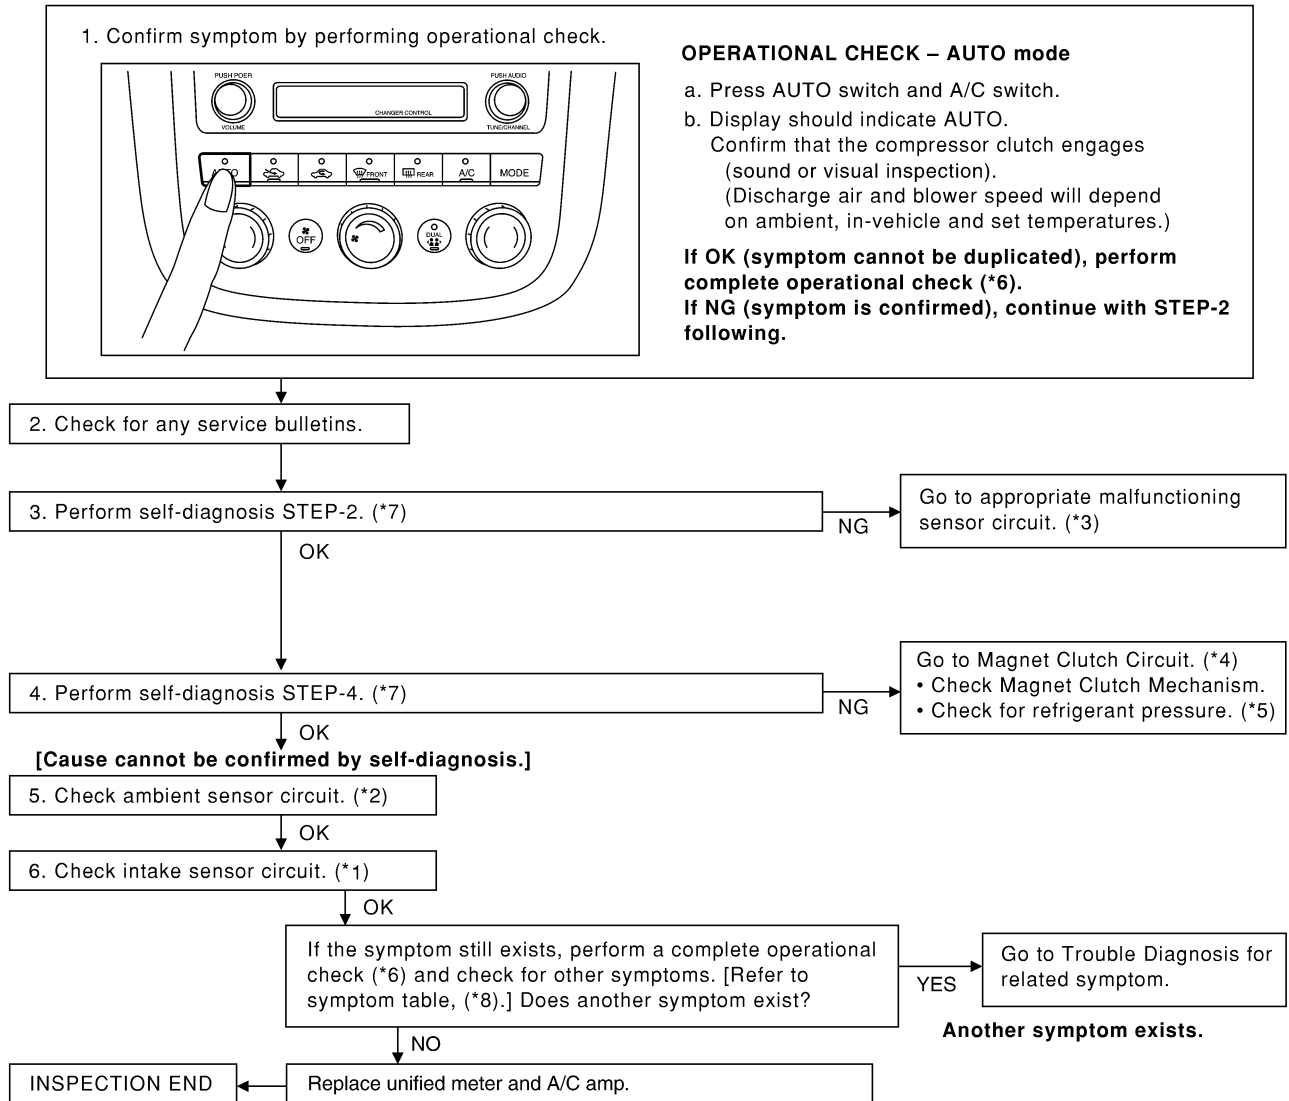 1. Confirm symptom by performing operational check.
PUSH POER
VOLUME
CHANGER CONTROL
PUSH AUDIO
TUNE/CHANNEL
FRONT
REAR
A/C
MODE
OFF
DUAL
OPERATIONAL CHECK – AUTO mode
a. Press AUTO switch and A/C switch.
b. Display should indicate AUTO.
Confirm that the compressor clutch engages
(sound or visual inspection).
(Discharge air and blower speed will depend
on ambient, in-vehicle and set temperatures.)
If OK (symptom cannot be duplicated), perform
complete operational check (*6).
If NG (symptom is confirmed), continue with STEP-2
following.
2. Check for any service bulletins.
3. Perform self-diagnosis STEP-2. (*7)
NG
Go to appropriate malfunctioning
sensor circuit. (*3)
OK
4. Perform self-diagnosis STEP-4. (*7)
NG
Go to Magnet Clutch Circuit. (*4)
• Check Magnet Clutch Mechanism.
• Check for refrigerant pressure. (*5)
OK
[Cause cannot be confirmed by self-diagnosis.]
5. Check ambient sensor circuit. (*2)
OK
6. Check intake sensor circuit. (*1)
OK
If the symptom still exists, perform a complete operational
check (*6) and check for other symptoms. [Refer to
symptom table, (*8).] Does another symptom exist?
YES
Go to Trouble Diagnosis for
related symptom.
Another symptom exists.
NO
INSPECTION END
Replace unified meter and A/C amp.